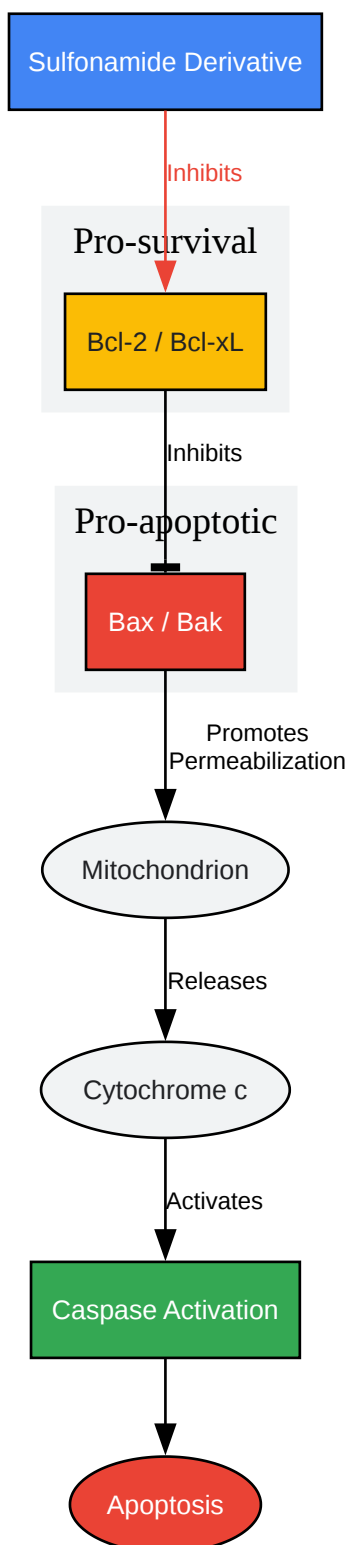 Sulfonamide Derivative
Inhibits
Pro-survival
Bcl-2 / Bcl-xL
Inhibits
Pro-apoptotic
Bax / Bak
Promotes
Permeabilization
Mitochondrion
Releases
Cytochrome c
Activates
Caspase Activation
Apoptosis